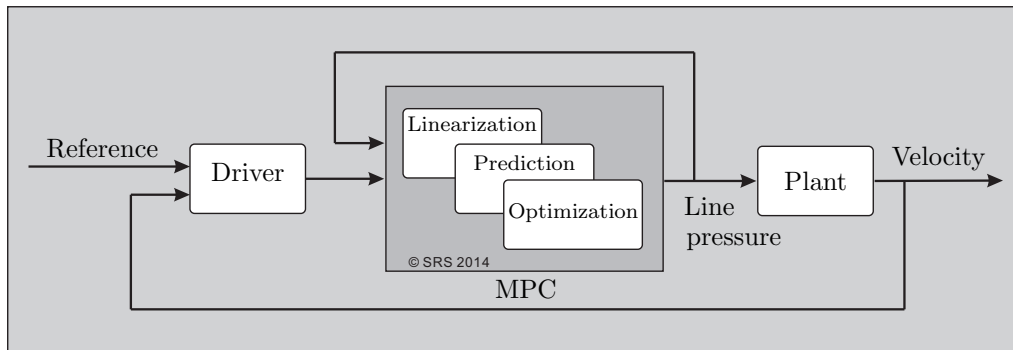 Reference
Driver
Linearization
Prediction
Optimization
© SRS 2014
MPC
Line
pressure
Plant
Velocity